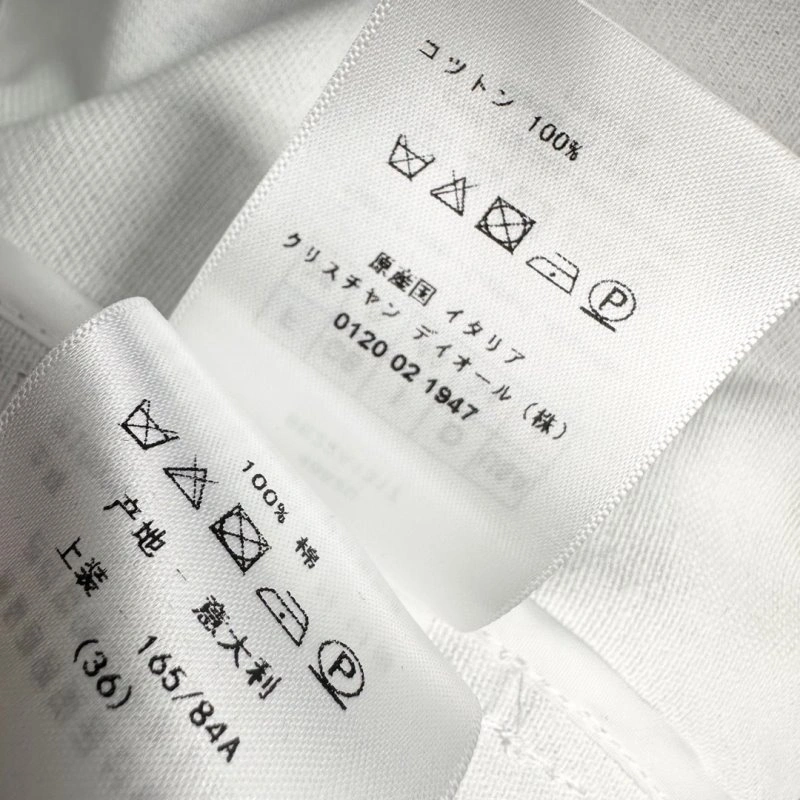 コットン 100%
P
原産国 イタリア
クリスチャン デイオール(株)
0120 02 1947
100% 棉
P
产地 - 意大利
上装 165/84A
(36)